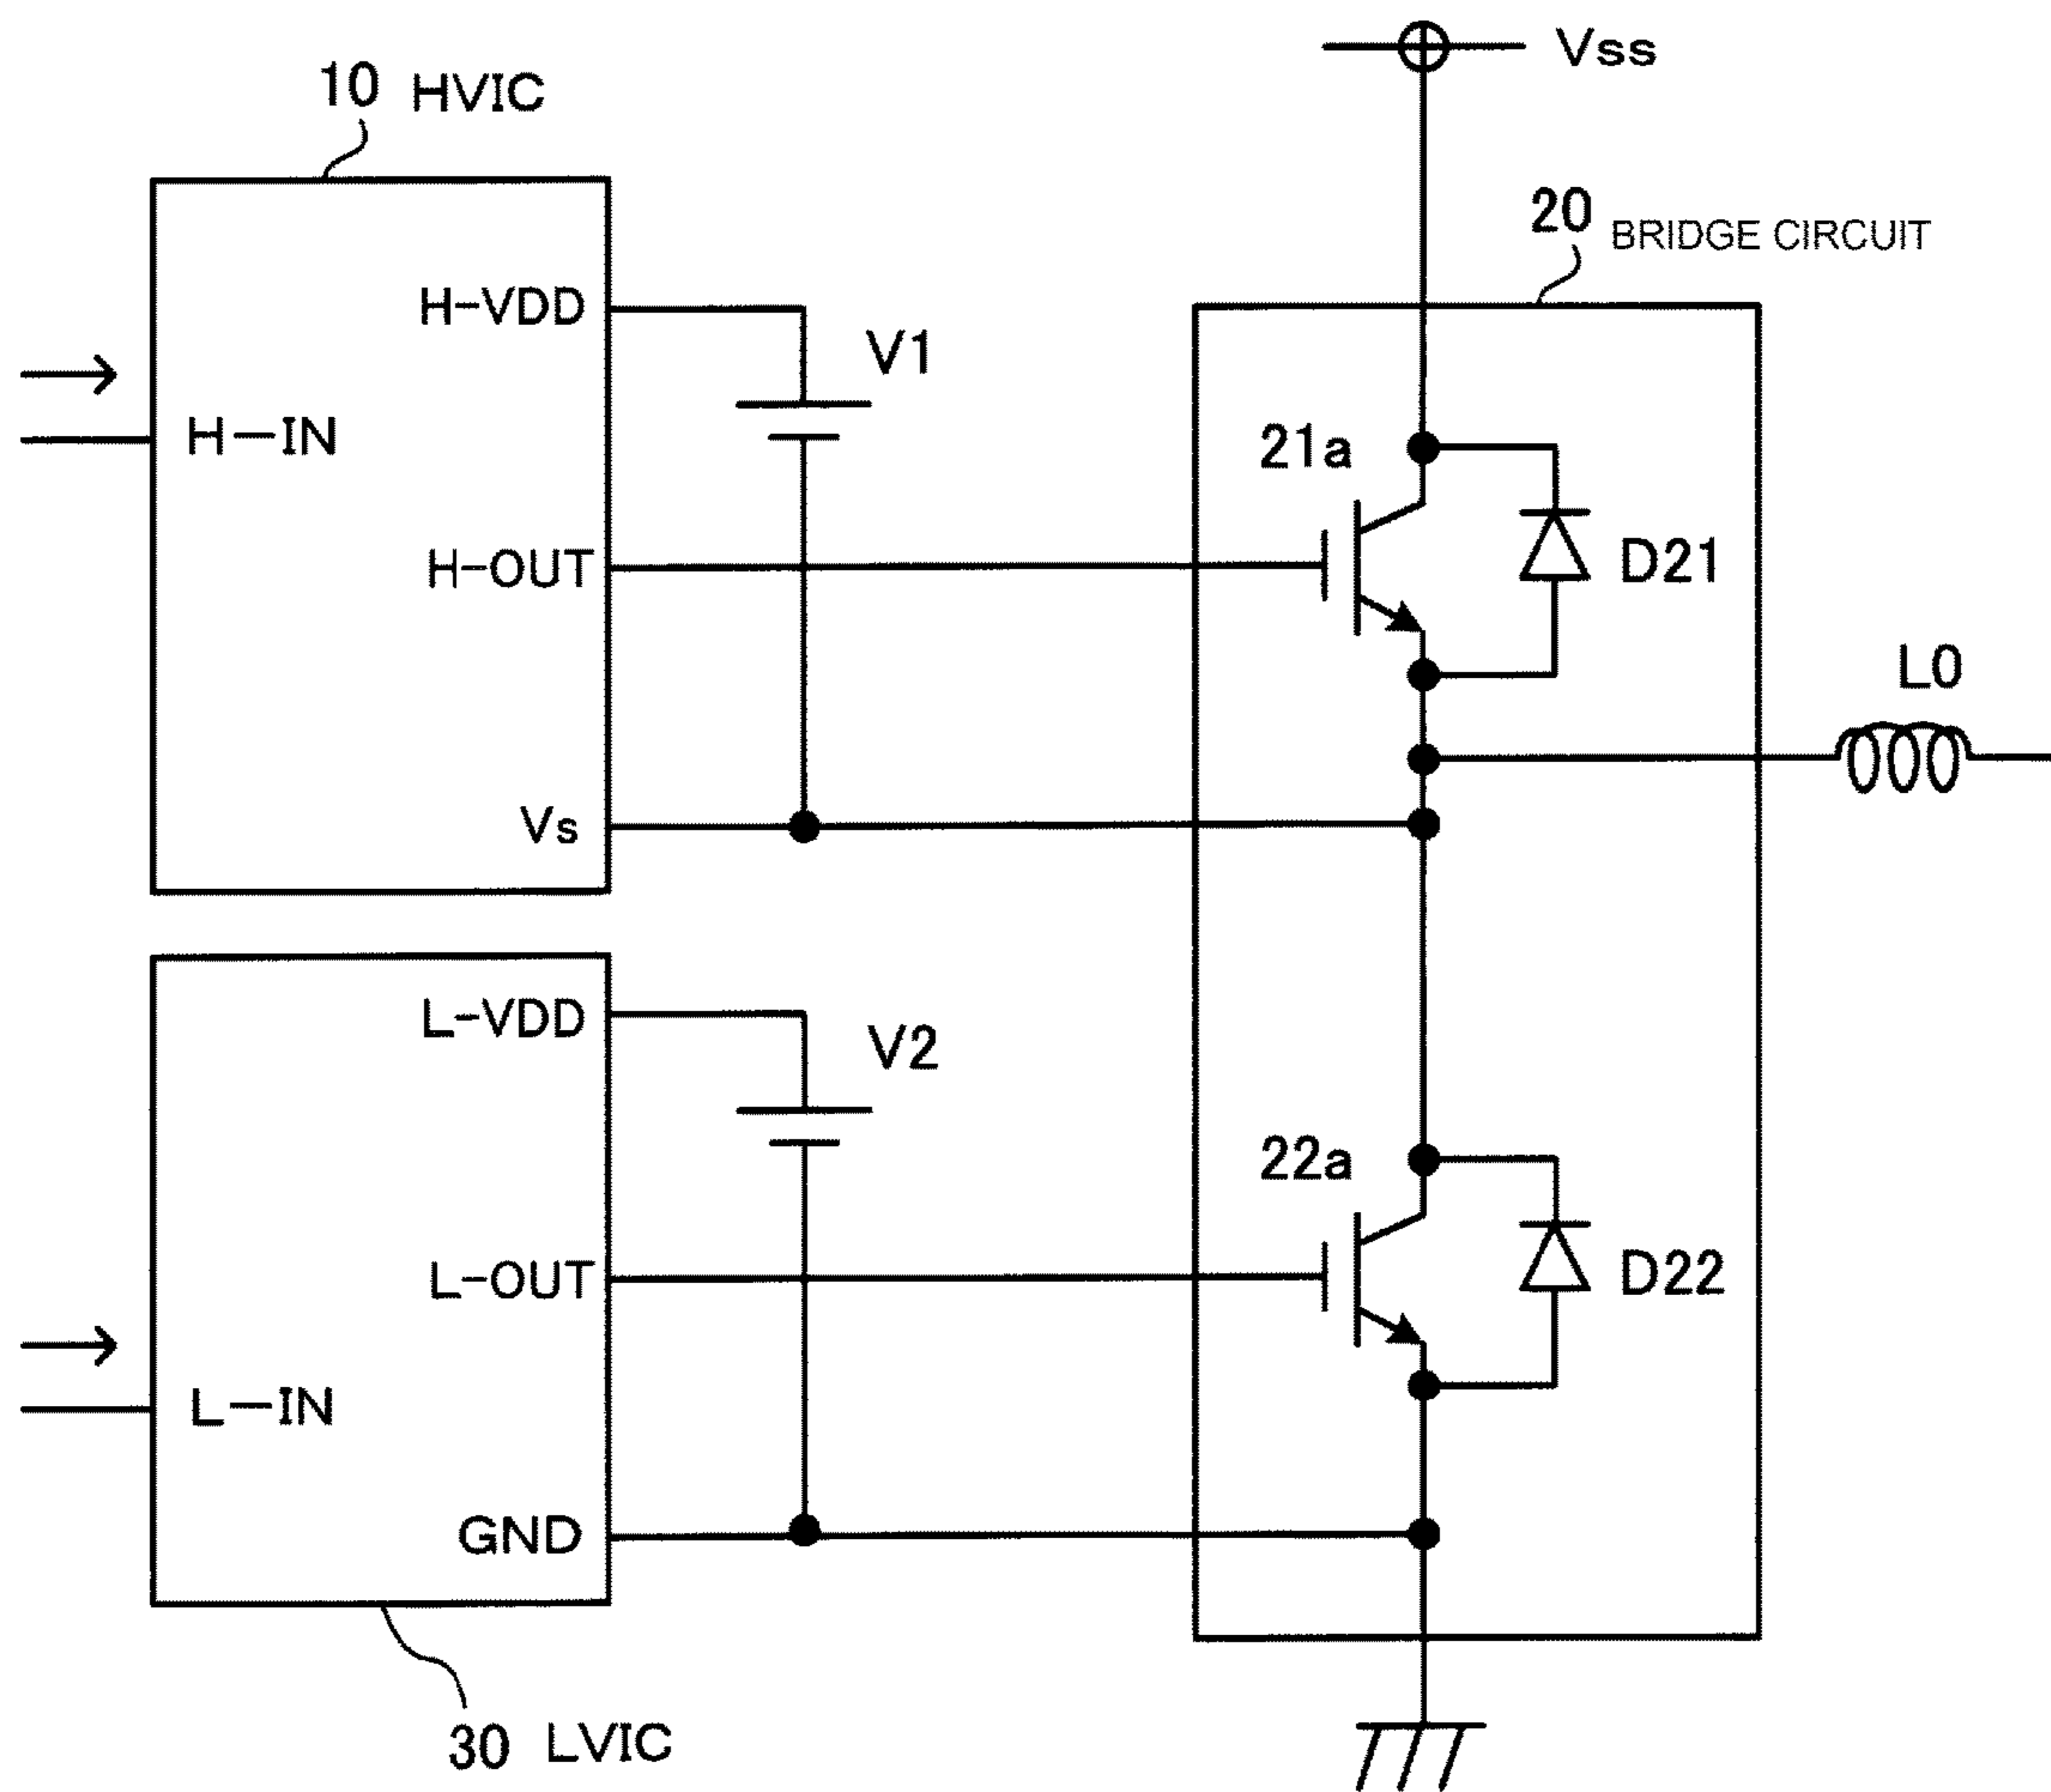 Vss
10 HVIC
20 BRIDGE CIRCUIT
H-VDD
V1
H-IN
21a
H-OUT
D21
L0
Vs
L-VDD
V2
22a
L-OUT
D22
L-IN
GND
30 LVIC